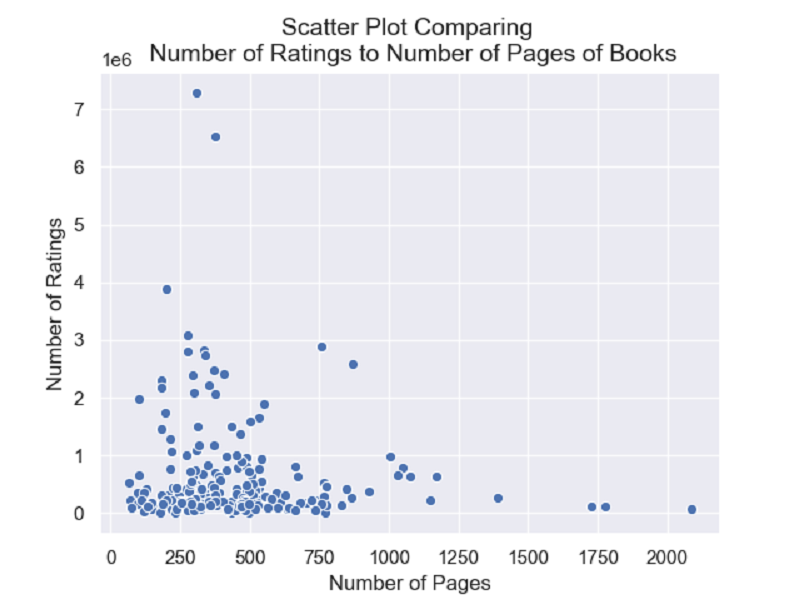 Scatter Plot Comparing
Number of Ratings to Number of Pages of Books
1e6
7
6
5
4
3
2
1
0
Number of Ratings
0 250 500 750 1000 1250 1500 1750 2000
Number of Pages